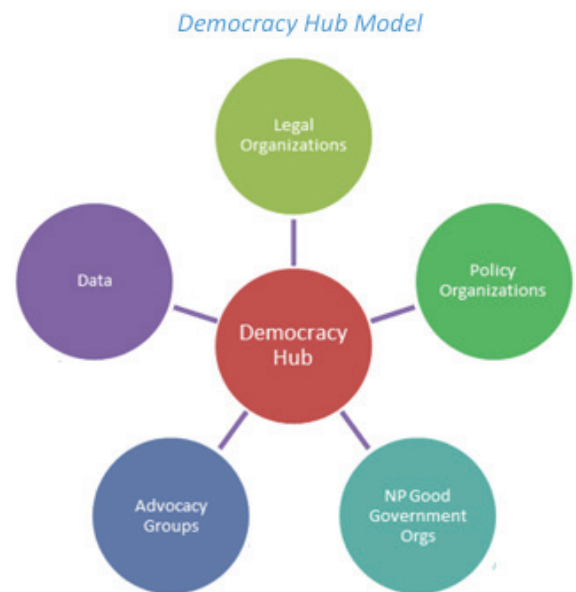 Democracy Hub Model
Legal
Organizations
Data
Policy
Organizations
Democracy
Hub
Advocacy
Groups
NP Good
Government
Orgs